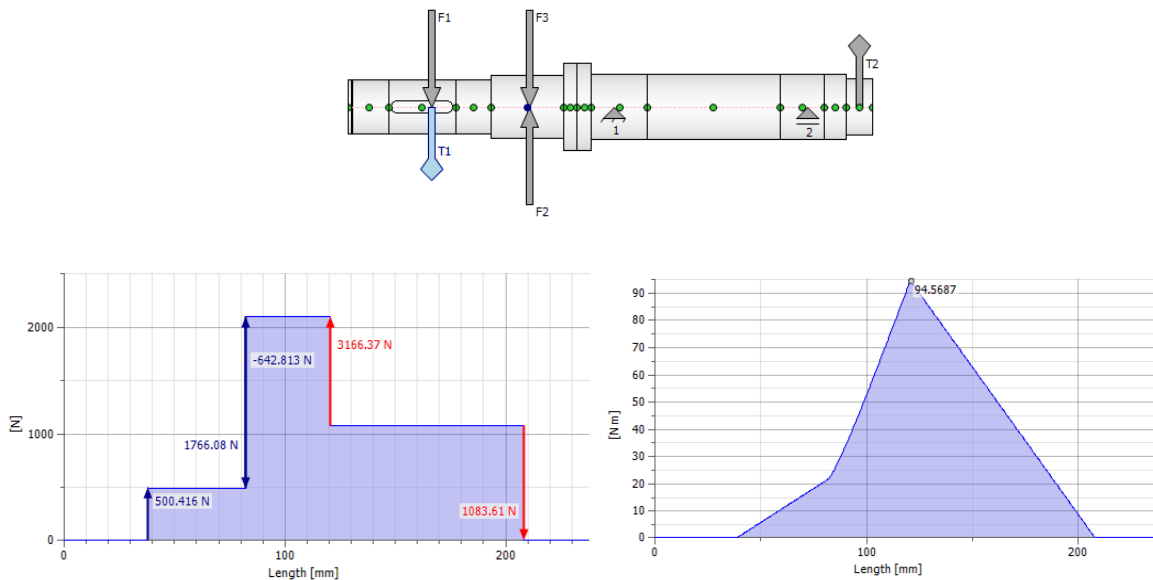 F1
F3
T2
1
2
T1
F2
2000
1000
0
[N]
-642.813 N
3166.37 N
1766.08 N
500.416 N
1083.61 N
0
100
200
Length [mm]
90
80
70
60
50
40
30
20
10
0
[N m]
94.5687
0
100
200
Length [mm]